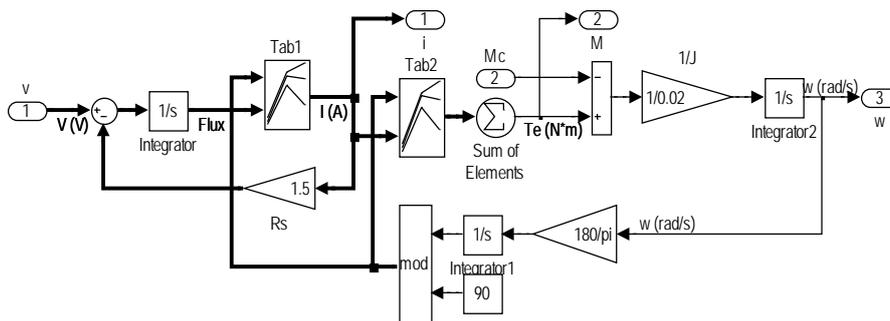 1
i
2
M
Tab1
Tab2
Mc
2
1/J
v
1
V (V)
+
−
1/s
Integrator
Flux
I (A)
Sum of
Elements
Te (N*m)
−
+
1/0.02
1/s
Integrator2
w (rad/s)
3
w
1.5
Rs
mod
1/s
Integrator1
90
180/pi
w (rad/s)